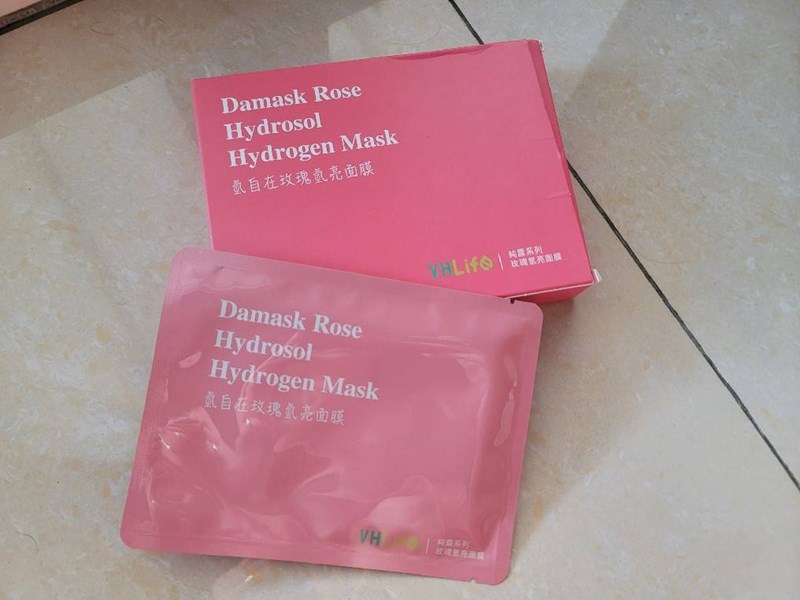 Damask Rose
Hydrosol
Hydrogen Mask
氫自在玫瑰氫亮面膜
VHLife
純露系列
玫瑰氫亮面膜
Damask Rose
Hydrosol
Hydrogen Mask
氫自在玫瑰氫亮面膜
VHLife
純露系列
玫瑰氫亮面膜